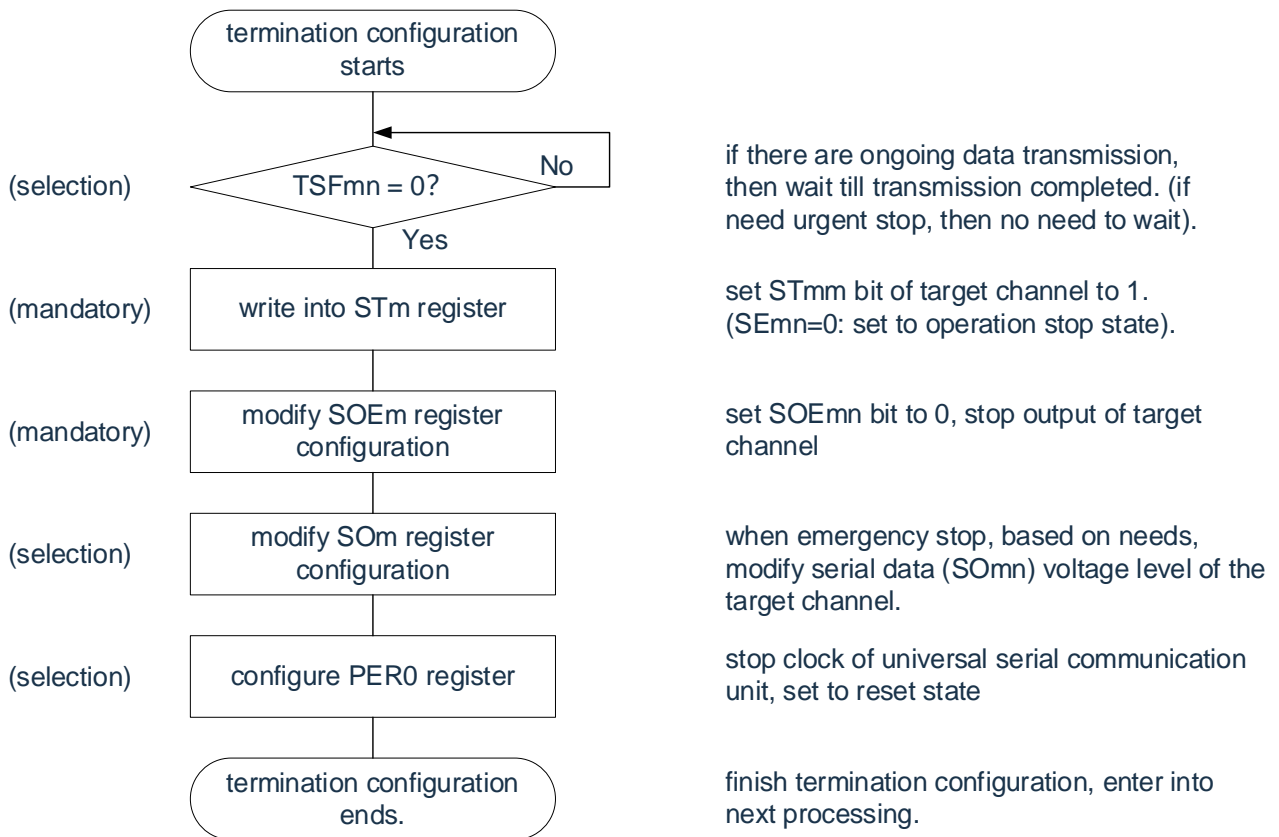 termination configuration
starts
(selection)
TSFmn = 0?
No
Yes
if there are ongoing data transmission,
then wait till transmission completed. (if
need urgent stop, then no need to wait).
(mandatory)
write into STm register
set STmm bit of target channel to 1.
(SEmn=0: set to operation stop state).
(mandatory)
modify SOEm register
configuration
set SOEmn bit to 0, stop output of target
channel
(selection)
modify SOm register
configuration
when emergency stop, based on needs,
modify serial data (SOmn) voltage level of the
target channel.
(selection)
configure PER0 register
stop clock of universal serial communication
unit, set to reset state
termination configuration
ends.
finish termination configuration, enter into
next processing.